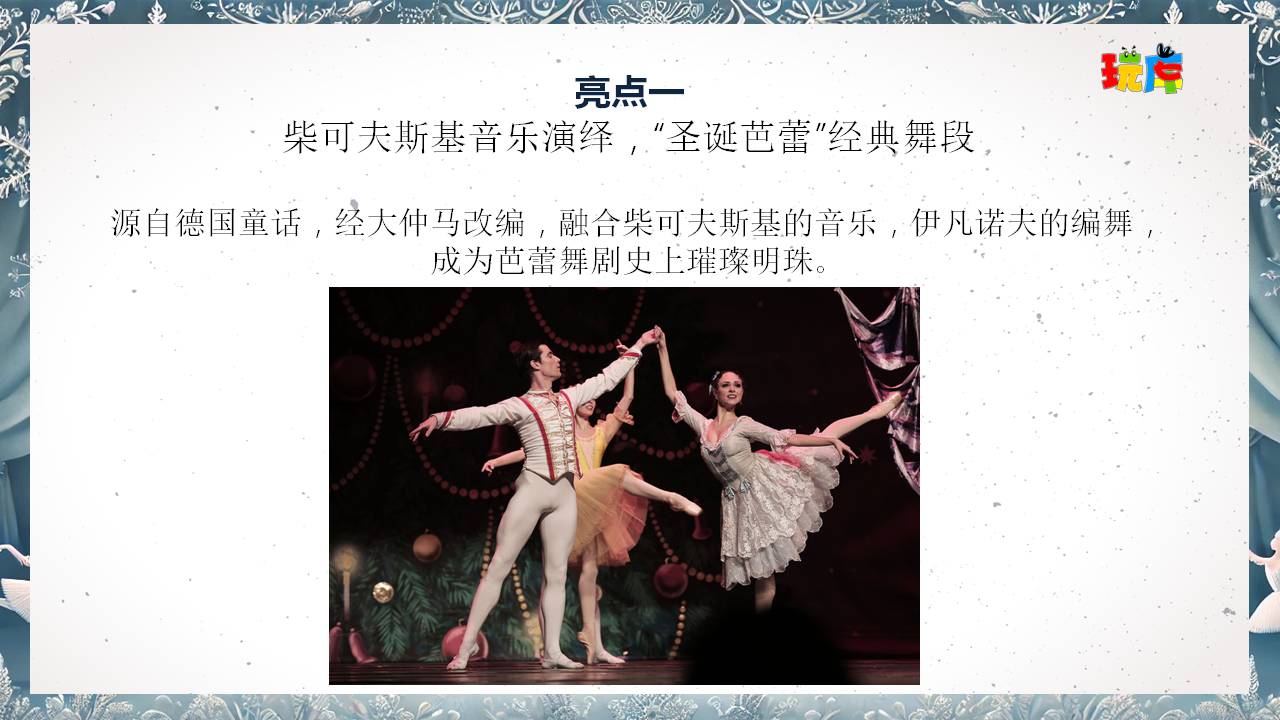 玩库
亮点一
柴可夫斯基音乐演绎，“圣诞芭蕾”经典舞段
源自德国童话，经大仲马改编，融合柴可夫斯基的音乐，伊凡诺夫的编舞，
成为芭蕾舞剧史上璀璨明珠。